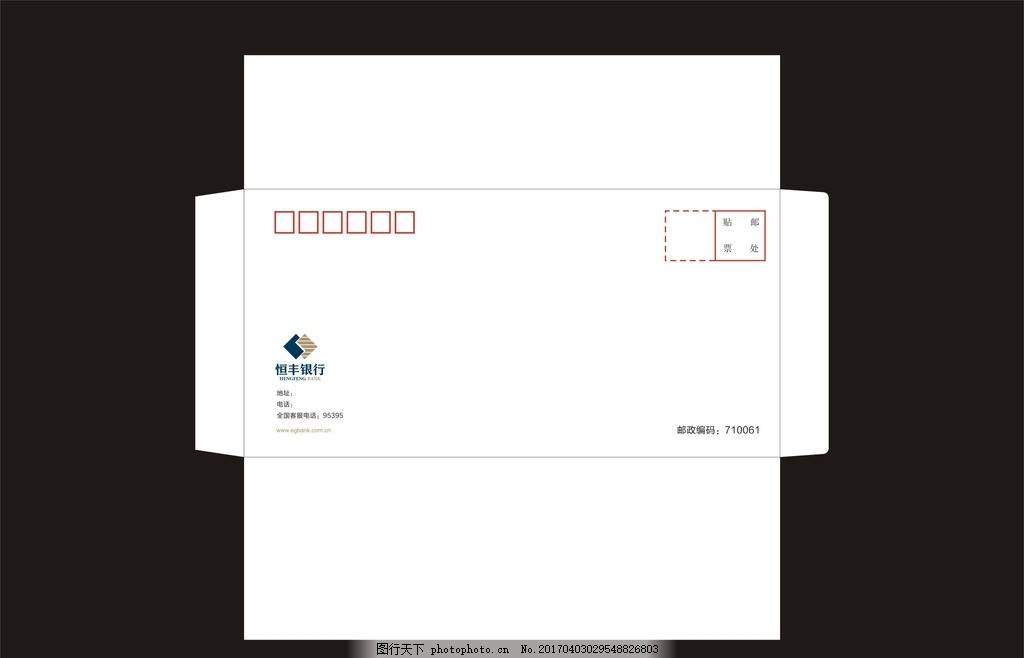 贴 邮
票 处
恒丰银行
HENGFENG BANK
地址：
电话：
全国客服电话：95395
www.egbank.com.cn
邮政编码：710061
图行天下 photophoto.cn No.20170403029548826803